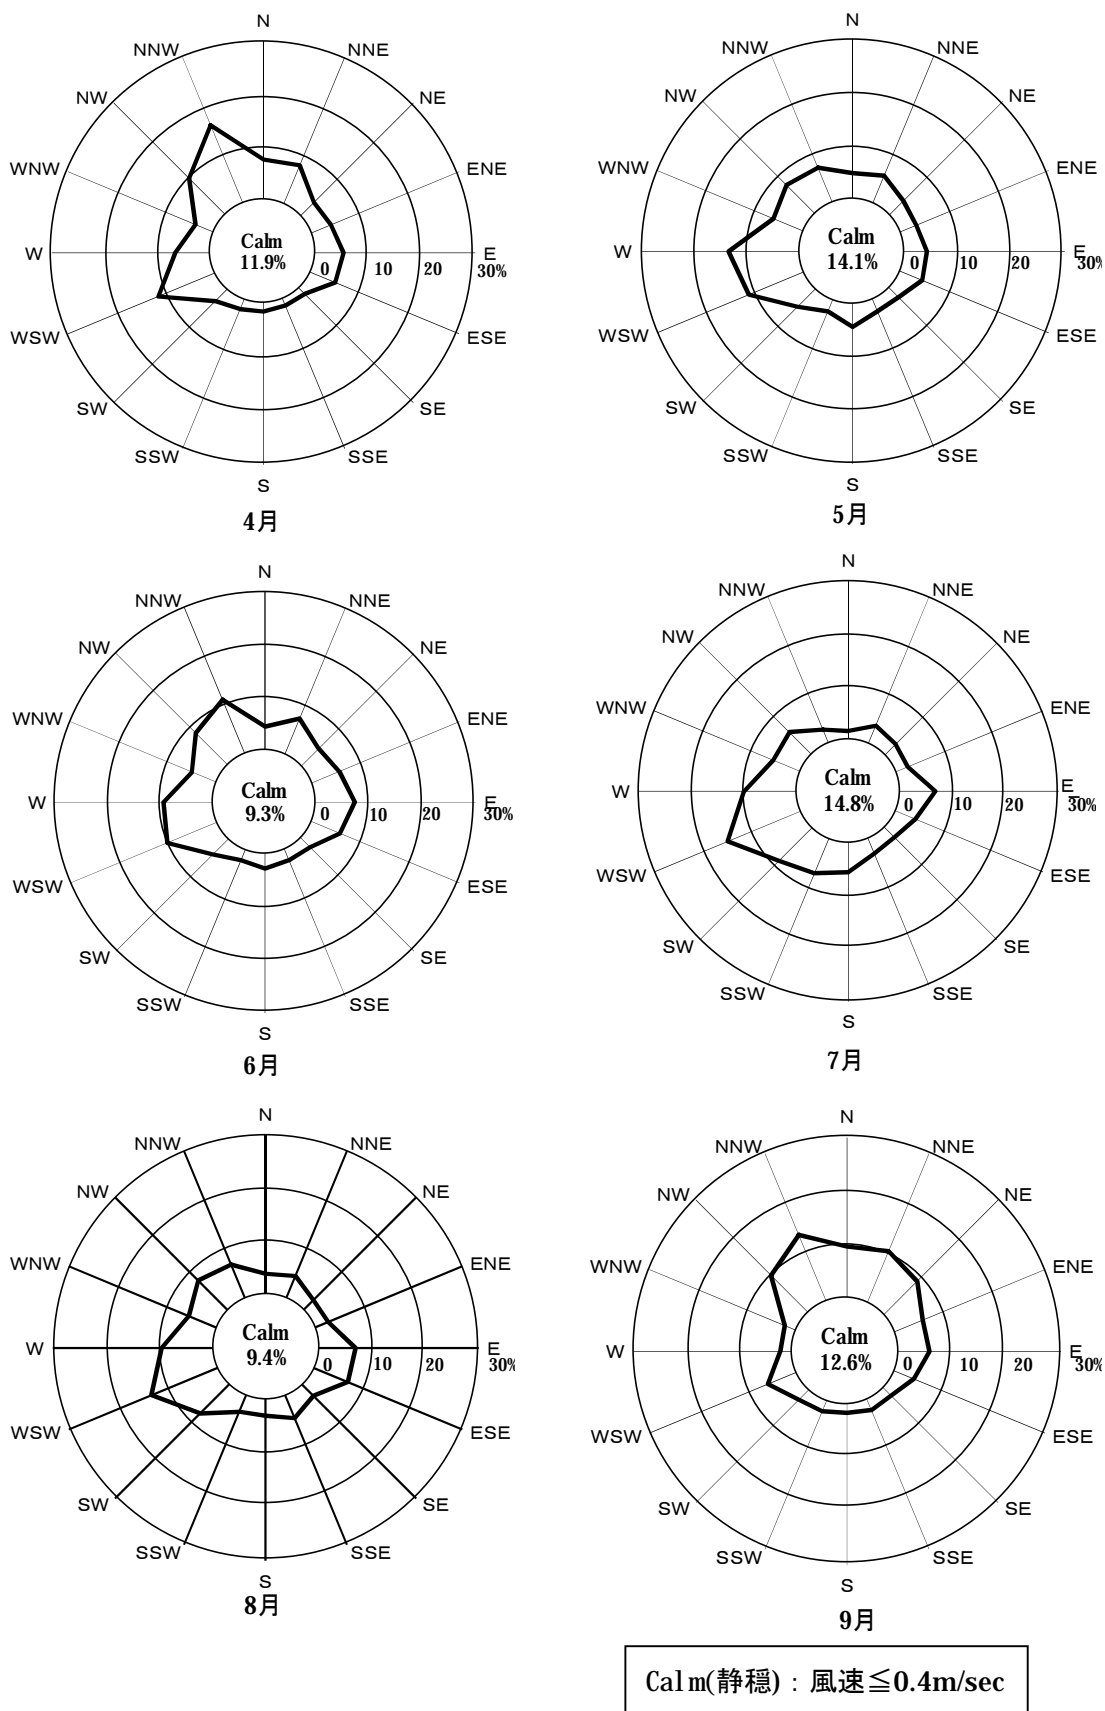 N
NNW NNE
NW NE
WNW ENE
W Calm 11.9% 0 10 20 E 30%
WSW ESE
SW SE
SSW SSE
S
4月
N
NNW NNE
NW NE
WNW ENE
W Calm 14.1% 0 10 20 E 30%
WSW ESE
SW SE
SSW SSE
S
5月
N
NNW NNE
NW NE
WNW ENE
W Calm 9.3% 0 10 20 E 30%
WSW ESE
SW SE
SSW SSE
S
6月
N
NNW NNE
NW NE
WNW ENE
W Calm 14.8% 0 10 20 E 30%
WSW ESE
SW SE
SSW SSE
S
7月
N
NNW NNE
NW NE
WNW ENE
W Calm 9.4% 0 10 20 E 30%
WSW ESE
SW SE
SSW SSE
S
8月
N
NNW NNE
NW NE
WNW ENE
W Calm 12.6% 0 10 20 E 30%
WSW ESE
SW SE
SSW SSE
S
9月
Calm(静穏)：風速≦0.4m/sec